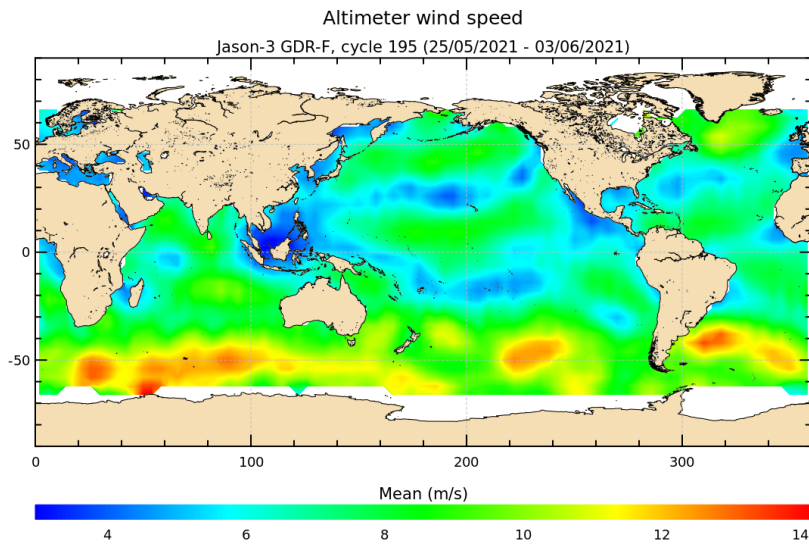 Altimeter wind speed
Jason-3 GDR-F, cycle 195 (25/05/2021 - 03/06/2021)
50
0
-50
0 100 200 300
Mean (m/s)
4 6 8 10 12 14